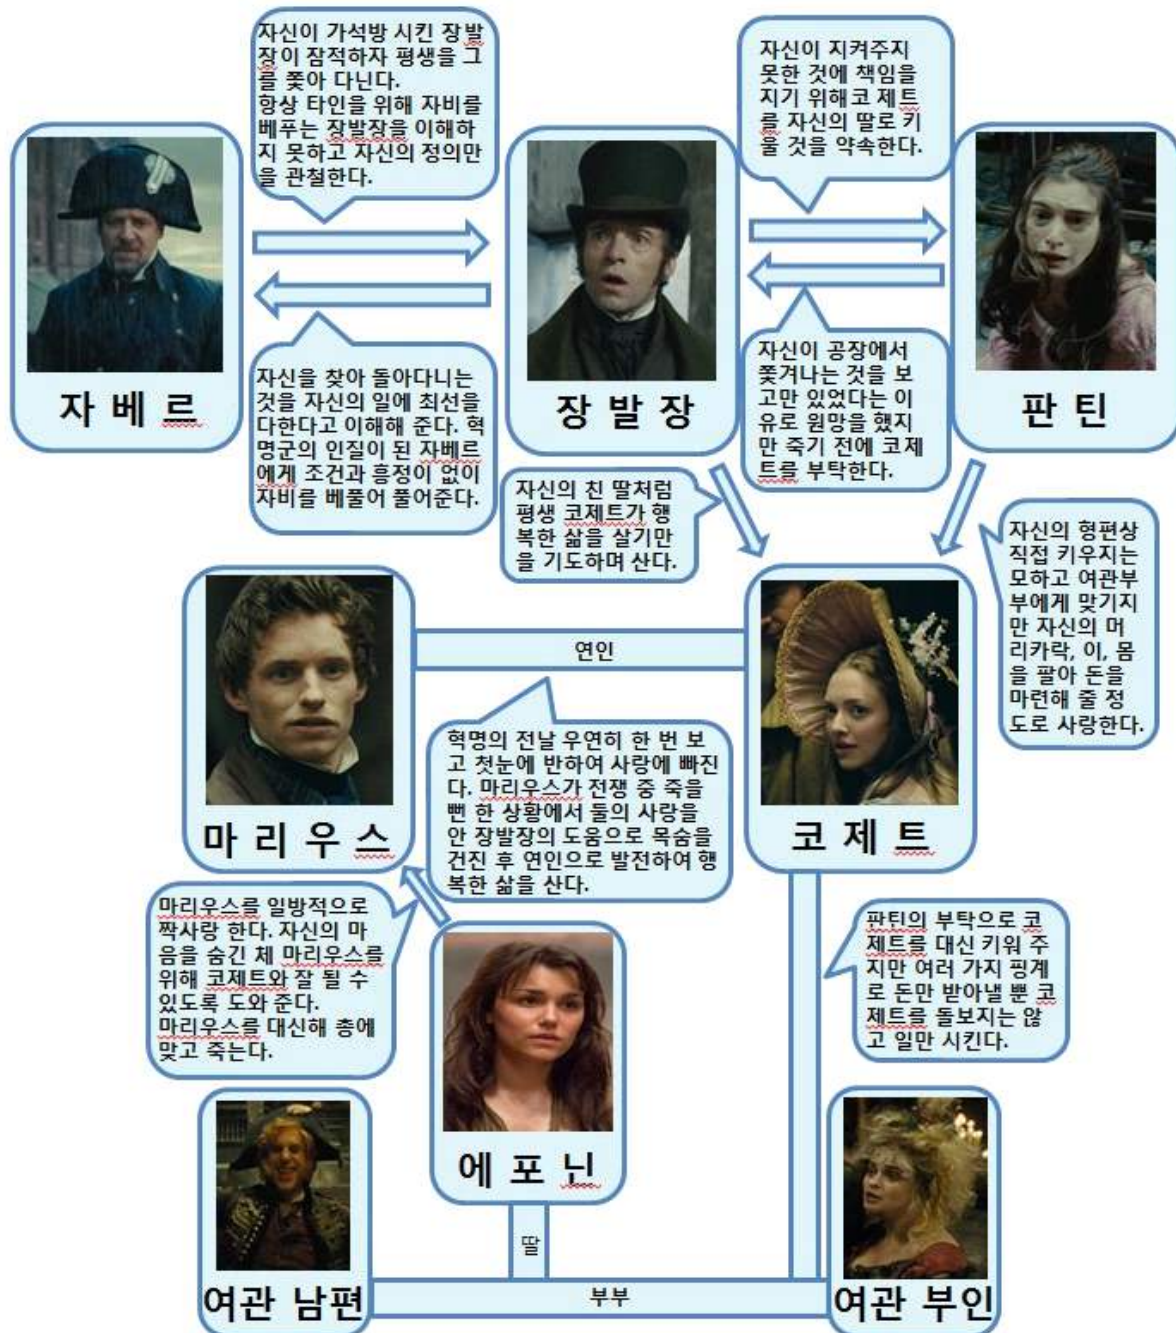 자신이 가석방 시킨 장발
장이 잠적하자 평생을 그
를 쫓아 다닌다.
항상 타인을 위해 자비를
베푸는 장발장을 이해하
지 못하고 자신의 정의만
을 관철한다.
자신이 지켜주지
못한 것에 책임을
지기 위해코 제트
를 자신의 딸로 키
울 것을 약속한다.
자 베 르
장 발 장
판 틴
자신을 찾아 돌아다니는
것을 자신의 일에 최선을
다한다고 이해해 준다. 혁
명군의 인질이 된 자베르
에게 조건과 흥정이 없이
자비를 베풀어 풀어준다.
자신이 공장에서
쫓겨나는 것을 보
고만 있었다는 이
유로 원망을 했지
만 죽기 전에 코제
트를 부탁한다.
자신의 친 딸처럼
평생 코제트가 행
복한 삶을 살기만
을 기도하며 산다.
자신의 형편상
직접 키우지는
모하고 여관부
부에게 맞기지
만 자신의 머
리카락, 이, 몸
을 팔아 돈을
마련해 줄 정
도로 사랑한다.
연인
혁명의 전날 우연히 한 번 보
고 첫눈에 반하여 사랑에 빠진
다. 마리우스가 전쟁 중 죽을
뻔 한 상황에서 둘의 사랑을
안 장발장의 도움으로 목숨을
건진 후 연인으로 발전하여 행
복한 삶을 산다.
마 리 우 스
코 제 트
마리우스를 일방적으로
짝사랑 한다. 자신의 마
음을 숨긴 체 마리우스를
위해 코제트와 잘 될 수
있도록 도와 준다.
마리우스를 대신해 총에
맞고 죽는다.
판틴의 부탁으로 코
제트를 대신 키워 주
지만 여러 가지 핑계
로 돈만 받아낼 뿐 코
제트를 돌보지는 않
고 일만 시킨다.
에 포 닌
딸
여관 남편
부부
여관 부인